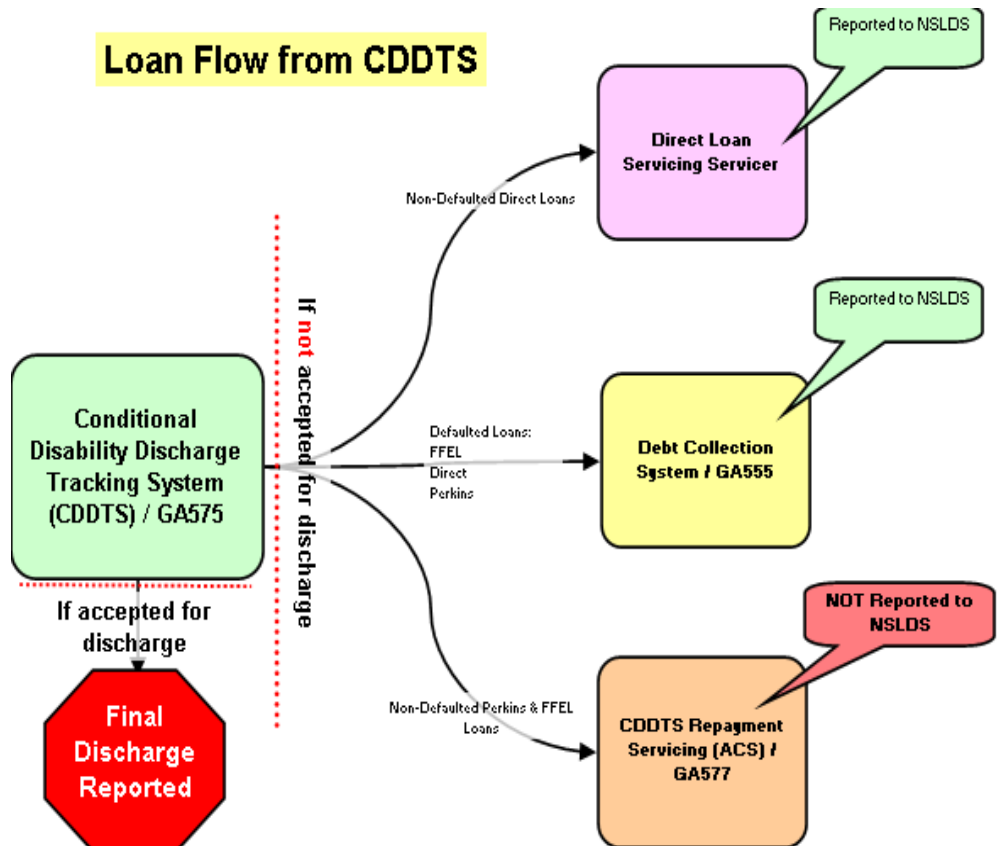 Loan Flow from CDDTS
Reported to NSLDS
Direct Loan
Servicing Servicer
Non-Defaulted Direct Loans
If not accepted for discharge
Reported to NSLDS
Conditional
Disability Discharge
Tracking System
(CDDTS) / GA575
Defaulted Loans:
FFEL
Direct
Perkins
Debt Collection
System / GA555
If accepted for
discharge
NOT Reported to
NSLDS
Final
Discharge
Reported
Non-Defaulted Perkins & FFEL
Loans
CDDTS Repayment
Servicing (ACS) /
GA577